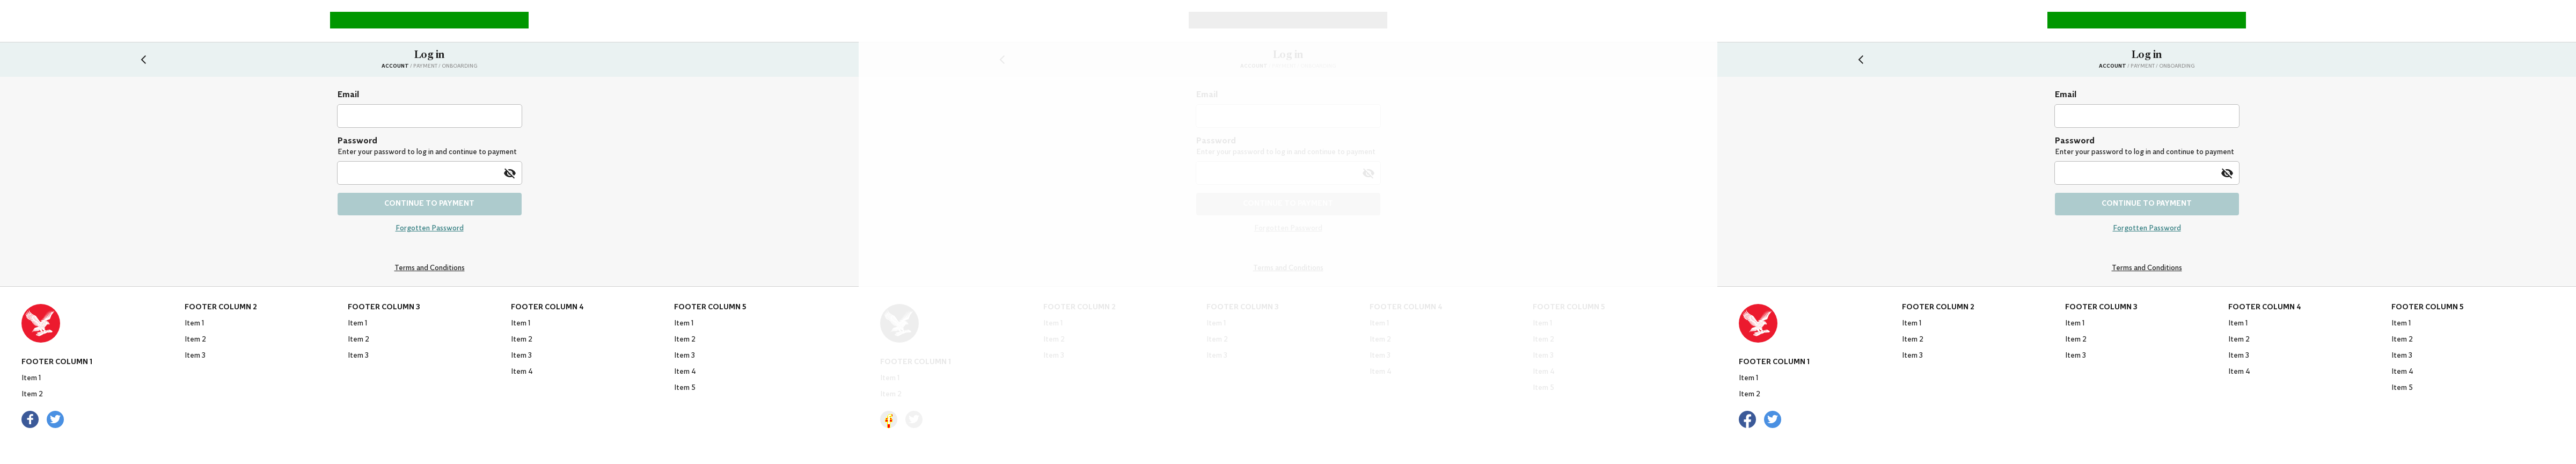 Log in
ACCOUNT / PAYMENT / ONBOARDING
Email
Password
Enter your password to log in and continue to payment
CONTINUE TO PAYMENT
Forgotten Password
Terms and Conditions
FOOTER COLUMN 1
Item 1
Item 2
FOOTER COLUMN 2
Item 1
Item 2
Item 3
FOOTER COLUMN 3
Item 1
Item 2
Item 3
FOOTER COLUMN 4
Item 1
Item 2
Item 3
Item 4
FOOTER COLUMN 5
Item 1
Item 2
Item 3
Item 4
Item 5
Log in
ACCOUNT
Email
Password
Enter your password to log in and continue to payment
Forgotten Password
Terms and Conditions
FOOTER COLUMN 1
Item 1
Item 2
FOOTER COLUMN 2
Item 1
Item 2
Item 3
FOOTER COLUMN 3
Item 1
Item 2
Item 3
FOOTER COLUMN 4
Item 1
Item 2
Item 3
Item 4
FOOTER COLUMN 5
Item 1
Item 2
Item 3
Item 4
Item 5
Log in
ACCOUNT / PAYMENT / ONBOARDING
Email
Password
Enter your password to log in and continue to payment
CONTINUE TO PAYMENT
Forgotten Password
Terms and Conditions
FOOTER COLUMN 1
Item 1
Item 2
FOOTER COLUMN 2
Item 1
Item 2
Item 3
FOOTER COLUMN 3
Item 1
Item 2
Item 3
FOOTER COLUMN 4
Item 1
Item 2
Item 3
Item 4
FOOTER COLUMN 5
Item 1
Item 2
Item 3
Item 4
Item 5